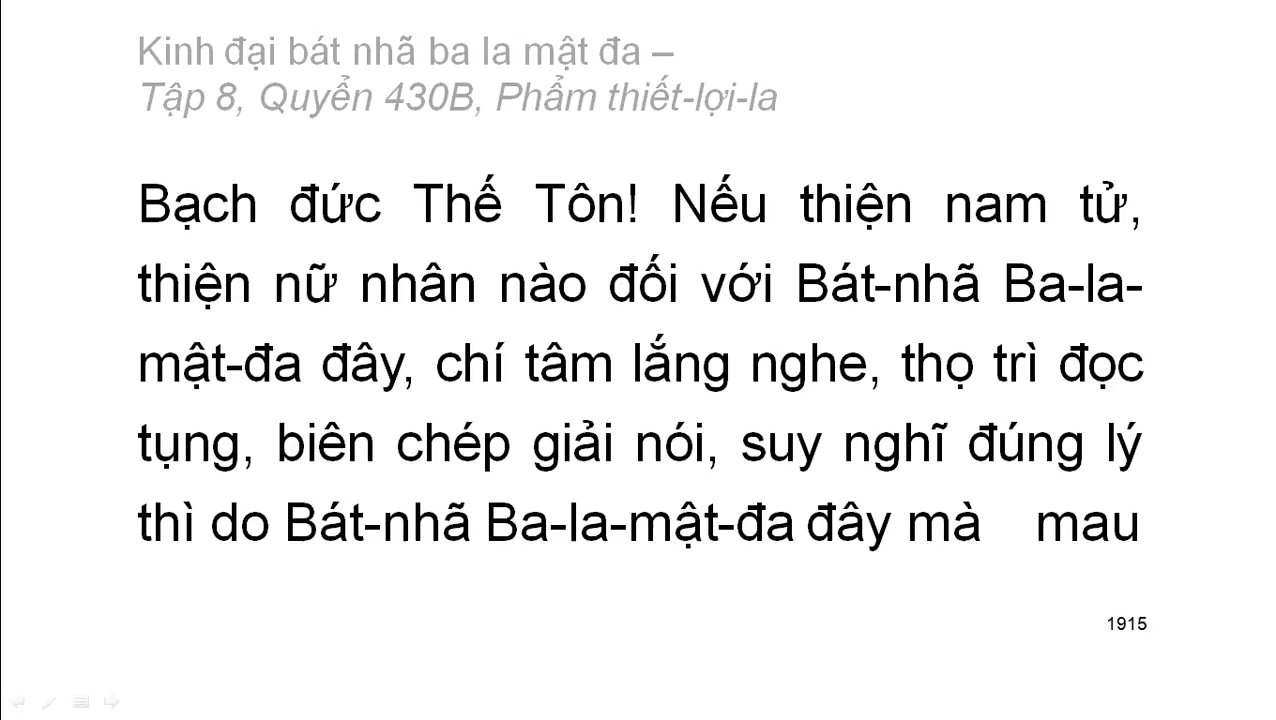 Kinh đại bát nhã ba la mật đa –
Tập 8, Quyển 430B, Phẩm thiết-lợi-la
Bạch đức Thế Tôn! Nếu thiện nam tử,
thiện nữ nhân nào đối với Bát-nhã Ba-la-
mật-đa đây, chí tâm lắng nghe, thọ trì đọc
tụng, biên chép giải nói, suy nghĩ đúng lý
thì do Bát-nhã Ba-la-mật-đa đây mà mau
1915